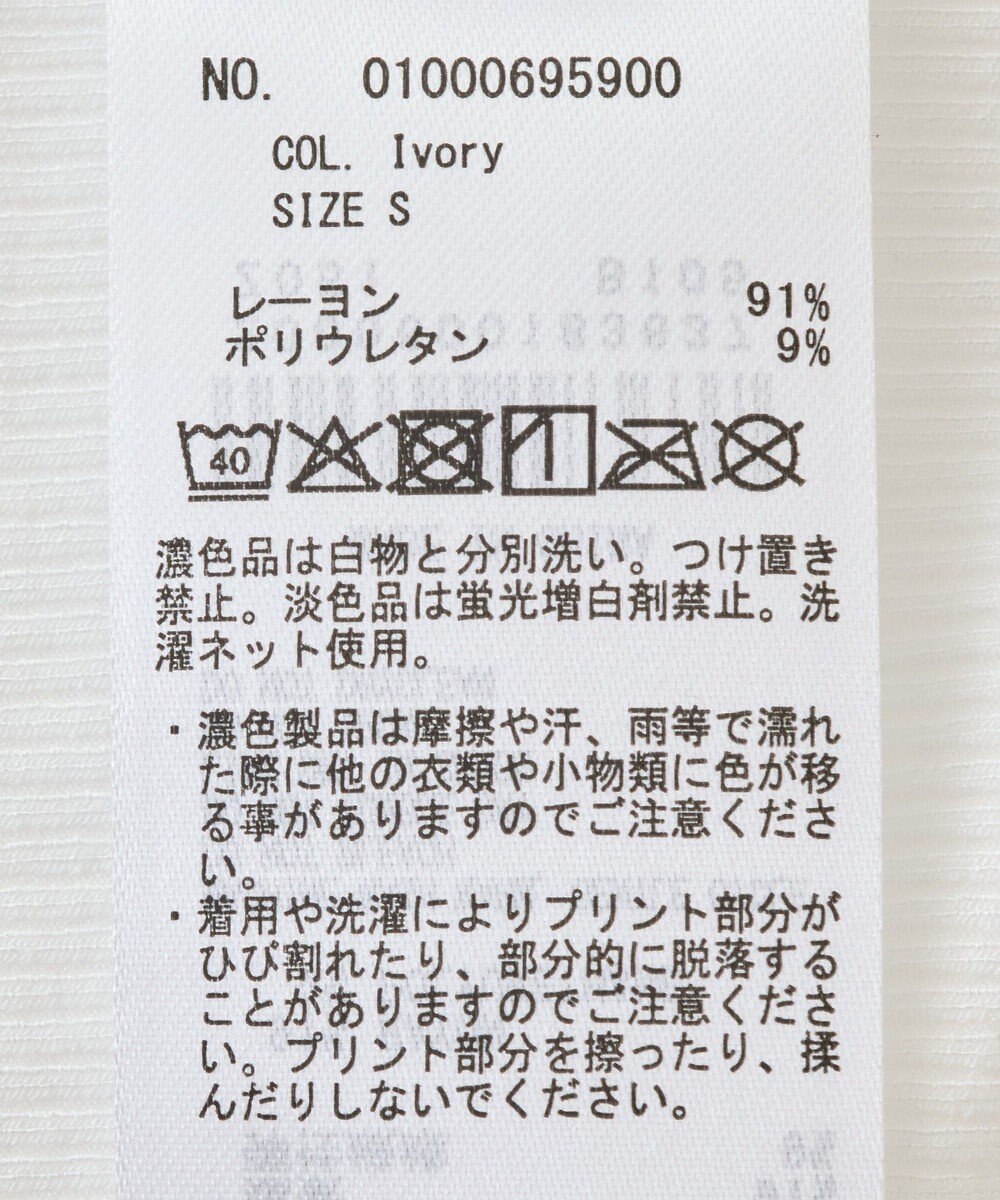 NO. 01000695900
COL. Ivory
SIZE S
レーヨン 91%
ポリウレタン 9%
40
濃色品は白物と分別洗い。つけ置き
禁止。淡色品は蛍光増白剤禁止。洗
濯ネット使用。
・濃色製品は摩擦や汗、雨等で濡れ
た際に他の衣類や小物類に色が移
る事がありますのでご注意くださ
い。
・着用や洗濯によりプリント部分が
ひび割れたり、部分的に脱落する
ことがありますのでご注意くださ
い。プリント部分を擦ったり、揉
んだりしないでください。